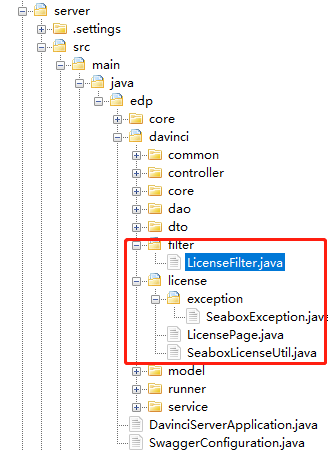 server
.settings
src
main
java
edp
core
davinci
common
controller
core
dao
dto
filter
LicenseFilter.java
license
exception
SeaboxException.jav
LicensePage.java
SeaboxLicenseUtil.java
model
runner
service
DavinciServerApplication.java
SwaggerConfiguration.java